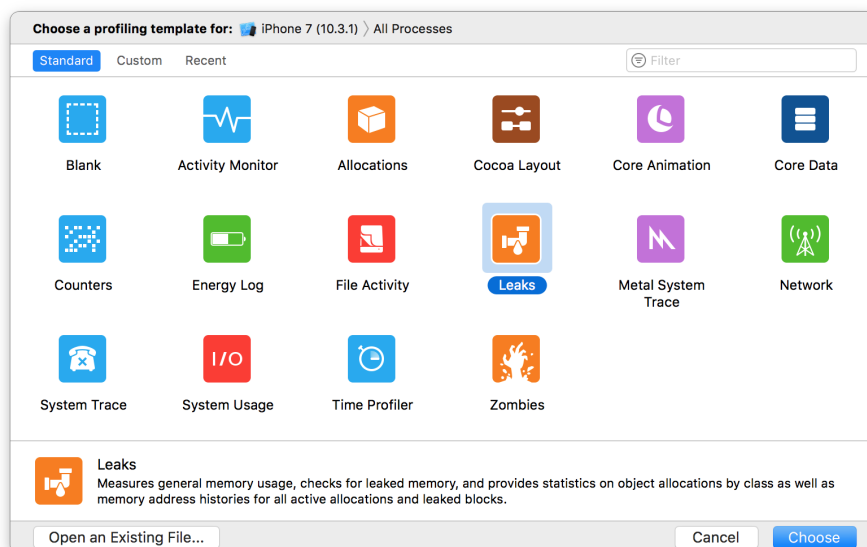 Choose a profiling template for: iPhone 7 (10.3.1) 〉All Processes
Standard Custom Recent Filter
Blank Activity Monitor Allocations Cocoa Layout Core Animation Core Data
Counters Energy Log File Activity Leaks Metal System Network
Trace
System Trace System Usage Time Profiler Zombies
I/O
Leaks
Measures general memory usage, checks for leaked memory, and provides statistics on object allocations by class as well as
memory address histories for all active allocations and leaked blocks.
Open an Existing File... Cancel Choose